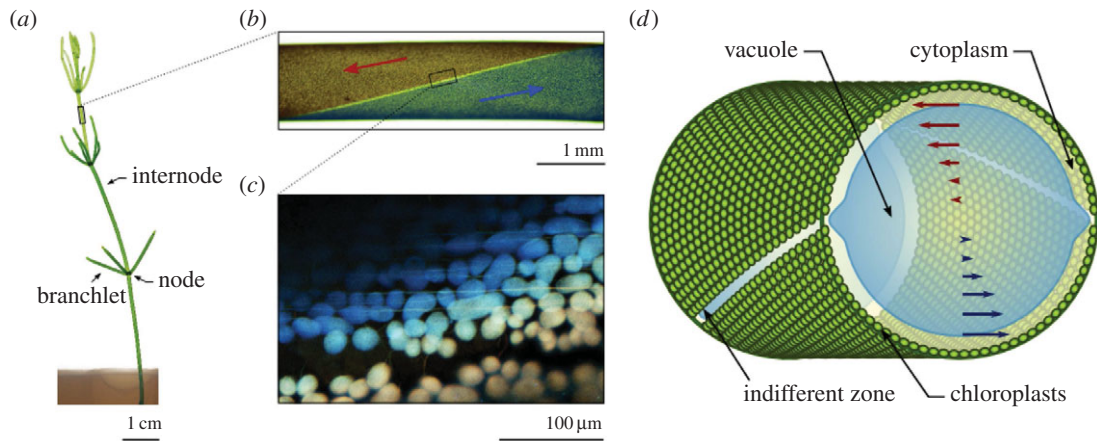 (a)
(b)
(c)
(d)
internode
node
branchlet
1 cm
1 mm
100 μm
vacuole
cytoplasm
indifferent zone
chloroplasts